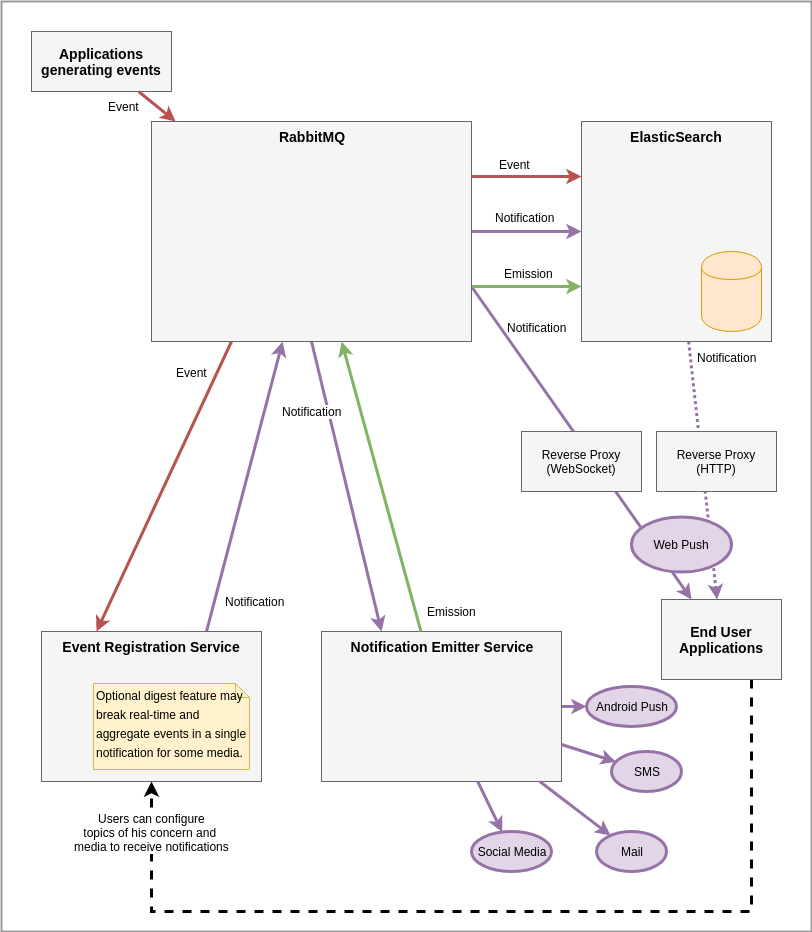 Applications
generating events
Event
RabbitMQ
ElasticSearch
Event
Notification
Emission
Notification
Notification
Event
Notification
Reverse Proxy
(WebSocket)
Reverse Proxy
(HTTP)
Web Push
Notification
Emission
End User
Applications
Event Registration Service
Notification Emitter Service
Optional digest feature may
break real-time and
aggregate events in a single
notification for some media.
Android Push
SMS
Users can configure
topics of his concern and
media to receive notifications
Social Media
Mail